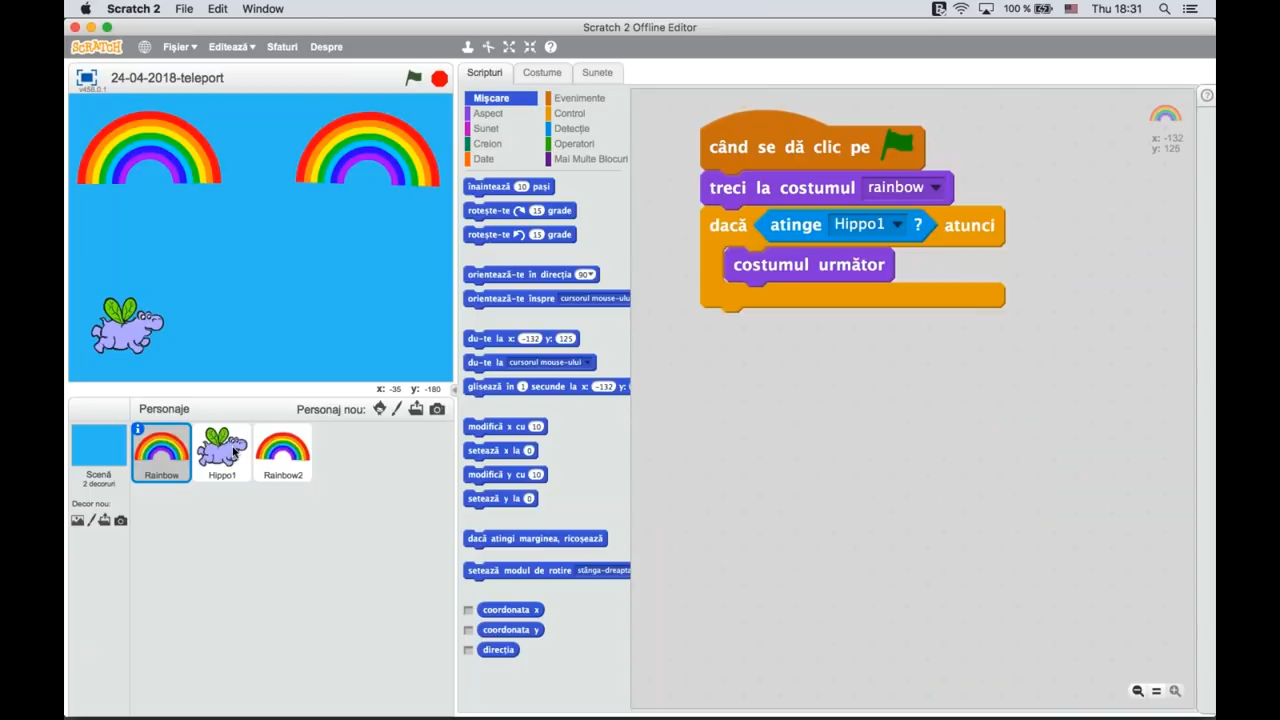 Scratch 2 File Edit Window 100 % Thu 18:31
Scratch 2 Offline Editor
SCRATCH Fișier Editează Sfaturi Despre
24-04-2018-teleport
v458.0.1
Scripturi Costume Sunete
Mișcare Evenimente
Aspect Control
Sunet Detecție
Creion Operatori
Date Mai Multe Blocuri
înaintează 10 pași
rotește-te 15 grade
rotește-te 15 grade
orientează-te în direcția 90
orientează-te înspre cursorul mouse-ulu
du-te la x: -132 y: 125
du-te la cursorul mouse-ului
glisează în 1 secunde la x: -132 y:
modifică x cu 10
setează x la 0
modifică y cu 10
setează y la 0
dacă atingi marginea, ricoșează
setează modul de rotire stânga-dreapta
coordonata x
coordonata y
direcția
când se dă clic pe
treci la costumul rainbow
dacă atinge Hippo1 ? atunci
costumul următor
x: -132
y: 125
x: -35 y: -180
Personaje Personaj nou:
Scenă
2 decoruri
Decor nou:
Rainbow Hippo1 Rainbow2